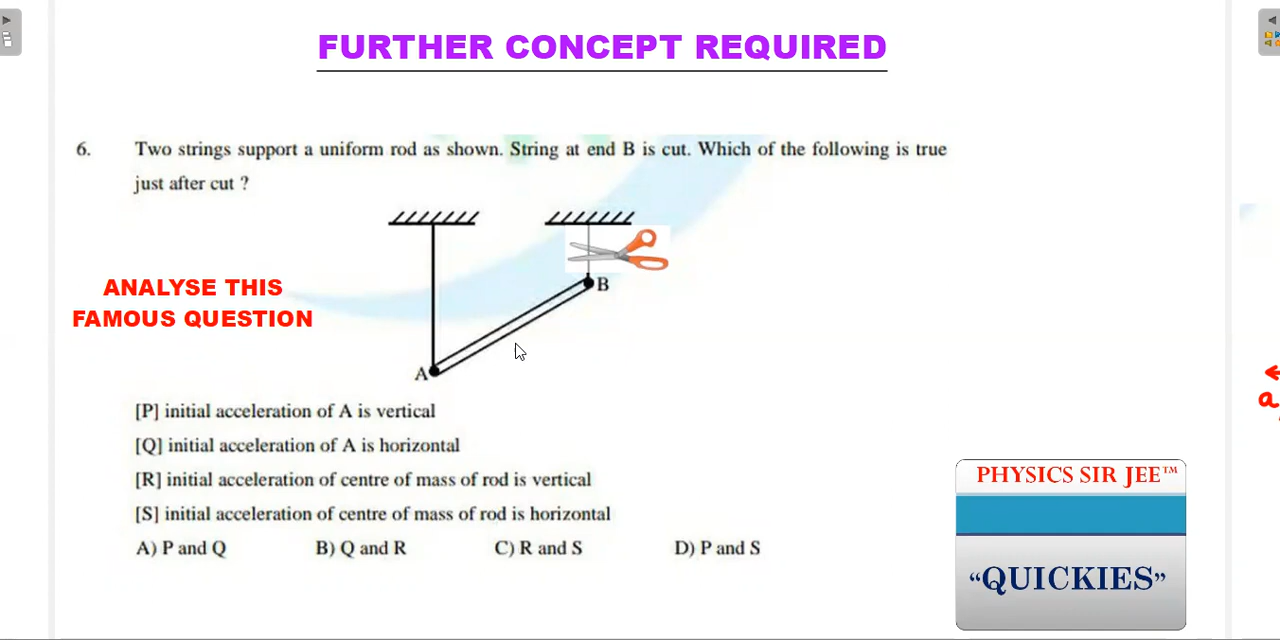 FURTHER CONCEPT REQUIRED
6. Two strings support a uniform rod as shown. String at end B is cut. Which of the following is true
just after cut ?
B
ANALYSE THIS
FAMOUS QUESTION
A
[P] initial acceleration of A is vertical
[Q] initial acceleration of A is horizontal
[R] initial acceleration of centre of mass of rod is vertical
[S] initial acceleration of centre of mass of rod is horizontal
A) P and Q B) Q and R C) R and S D) P and S
a
PHYSICS SIR JEE™
“QUICKIES”